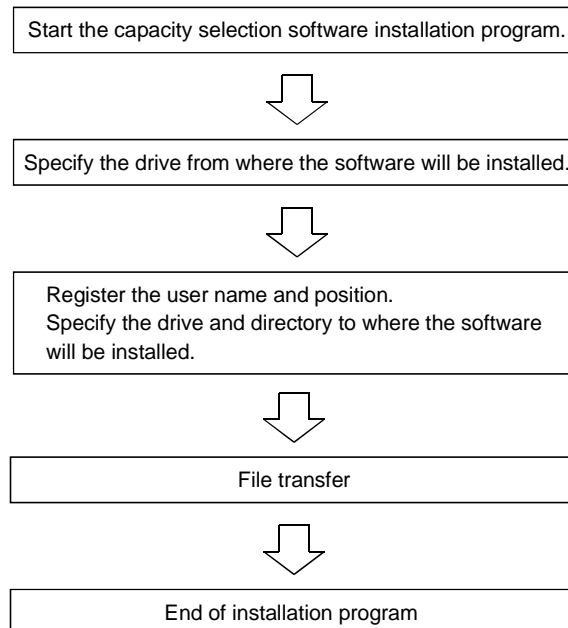 Start the capacity selection software installation program.
Specify the drive from where the software will be installed.
Register the user name and position.
Specify the drive and directory to where the software
will be installed.
File transfer
End of installation program